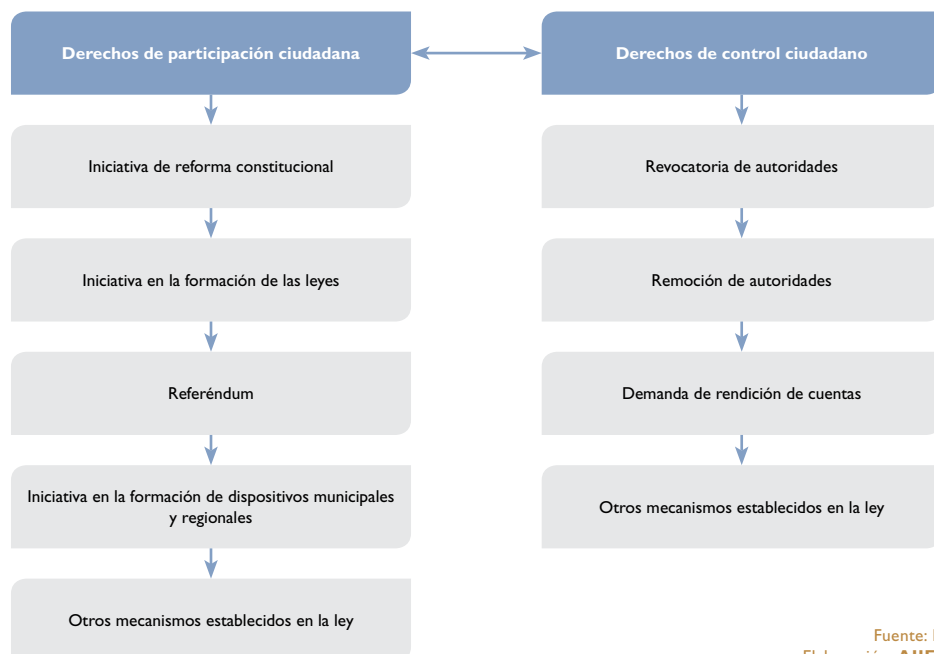 Derechos de participación ciudadana
Iniciativa de reforma constitucional
Iniciativa en la formación de las leyes
Referéndum
Iniciativa en la formación de dispositivos municipales
y regionales
Otros mecanismos establecidos en la ley
Derechos de control ciudadano
Revocatoria de autoridades
Remoción de autoridades
Demanda de rendición de cuentas
Otros mecanismos establecidos en la ley
Fuente: